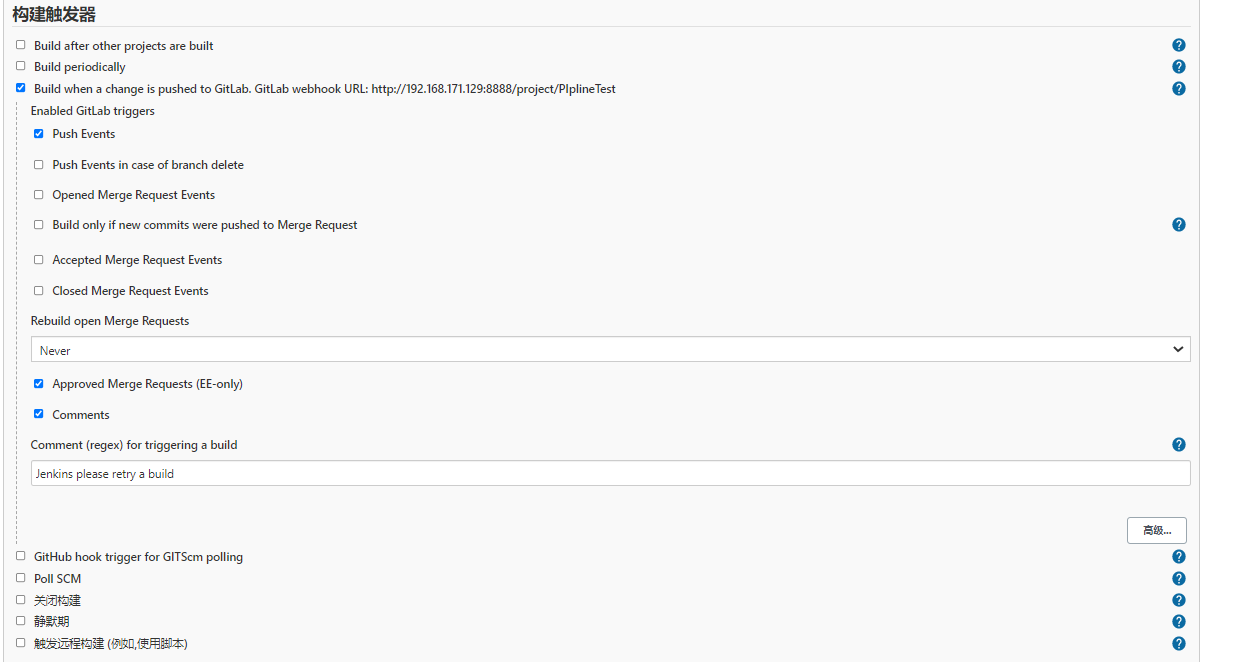 构建触发器
Build after other projects are built
Build periodically
Build when a change is pushed to GitLab. GitLab webhook URL: http://192.168.171.129:8888/project/PIplineTest
Enabled GitLab triggers
Push Events
Push Events in case of branch delete
Opened Merge Request Events
Build only if new commits were pushed to Merge Request
Accepted Merge Request Events
Closed Merge Request Events
Rebuild open Merge Requests
Never
Approved Merge Requests (EE-only)
Comments
Comment (regex) for triggering a build
Jenkins please retry a build
高级...
GitHub hook trigger for GITScm polling
Poll SCM
关闭构建
静默期
触发远程构建 (例如,使用脚本)